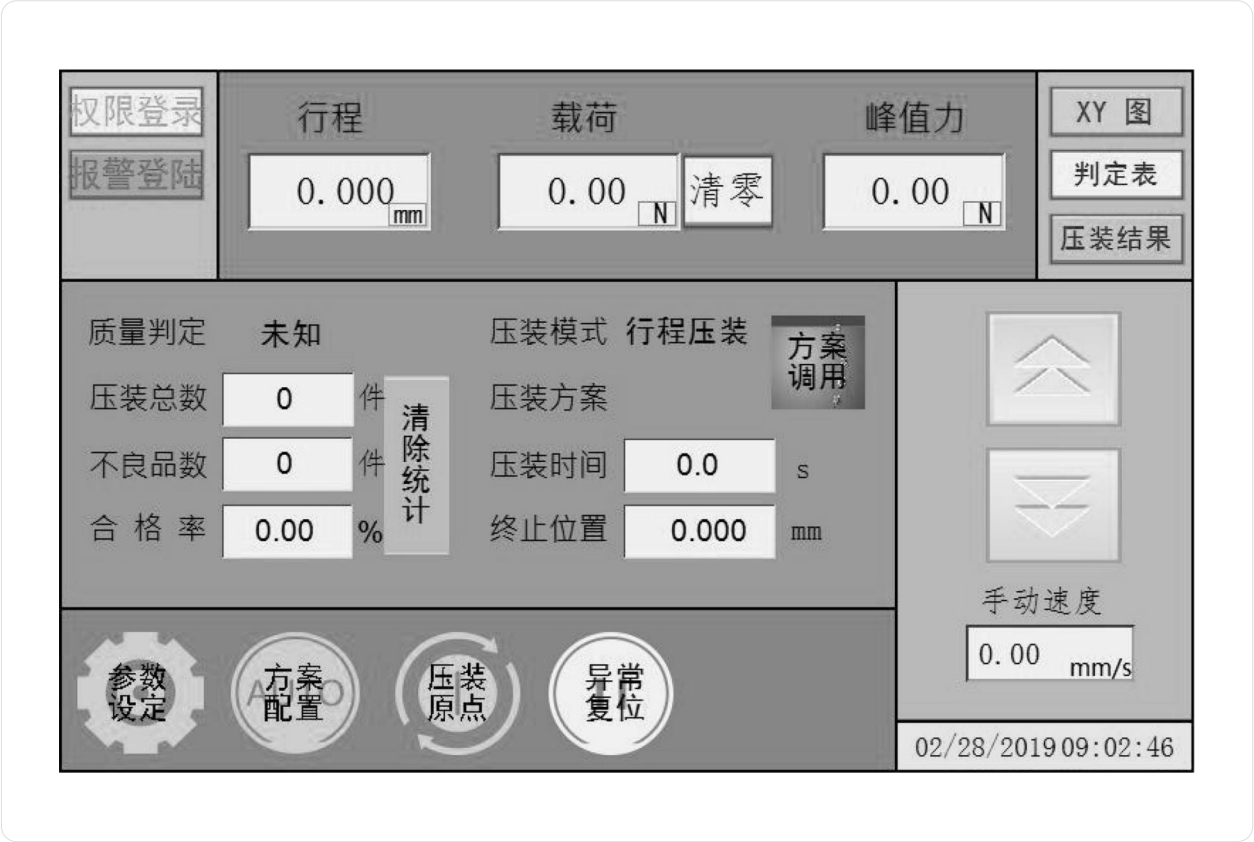 权限登录
报警登陆
行程
载荷
峰值力
0.000
mm
0.00
N
清零
0.00
N
XY 图
判定表
压装结果
质量判定 未知
压装总数 0 件
不良品数 0 件
合 格 率 0.00 %
清除统计
压装模式 行程压装
压装方案
压装时间 0.0 s
终止位置 0.000 mm
方案
调用
手动速度
0.00 mm/s
参数
设定
AUTO
方案
配置
压装
原点
异常
复位
02/28/2019 09:02:46